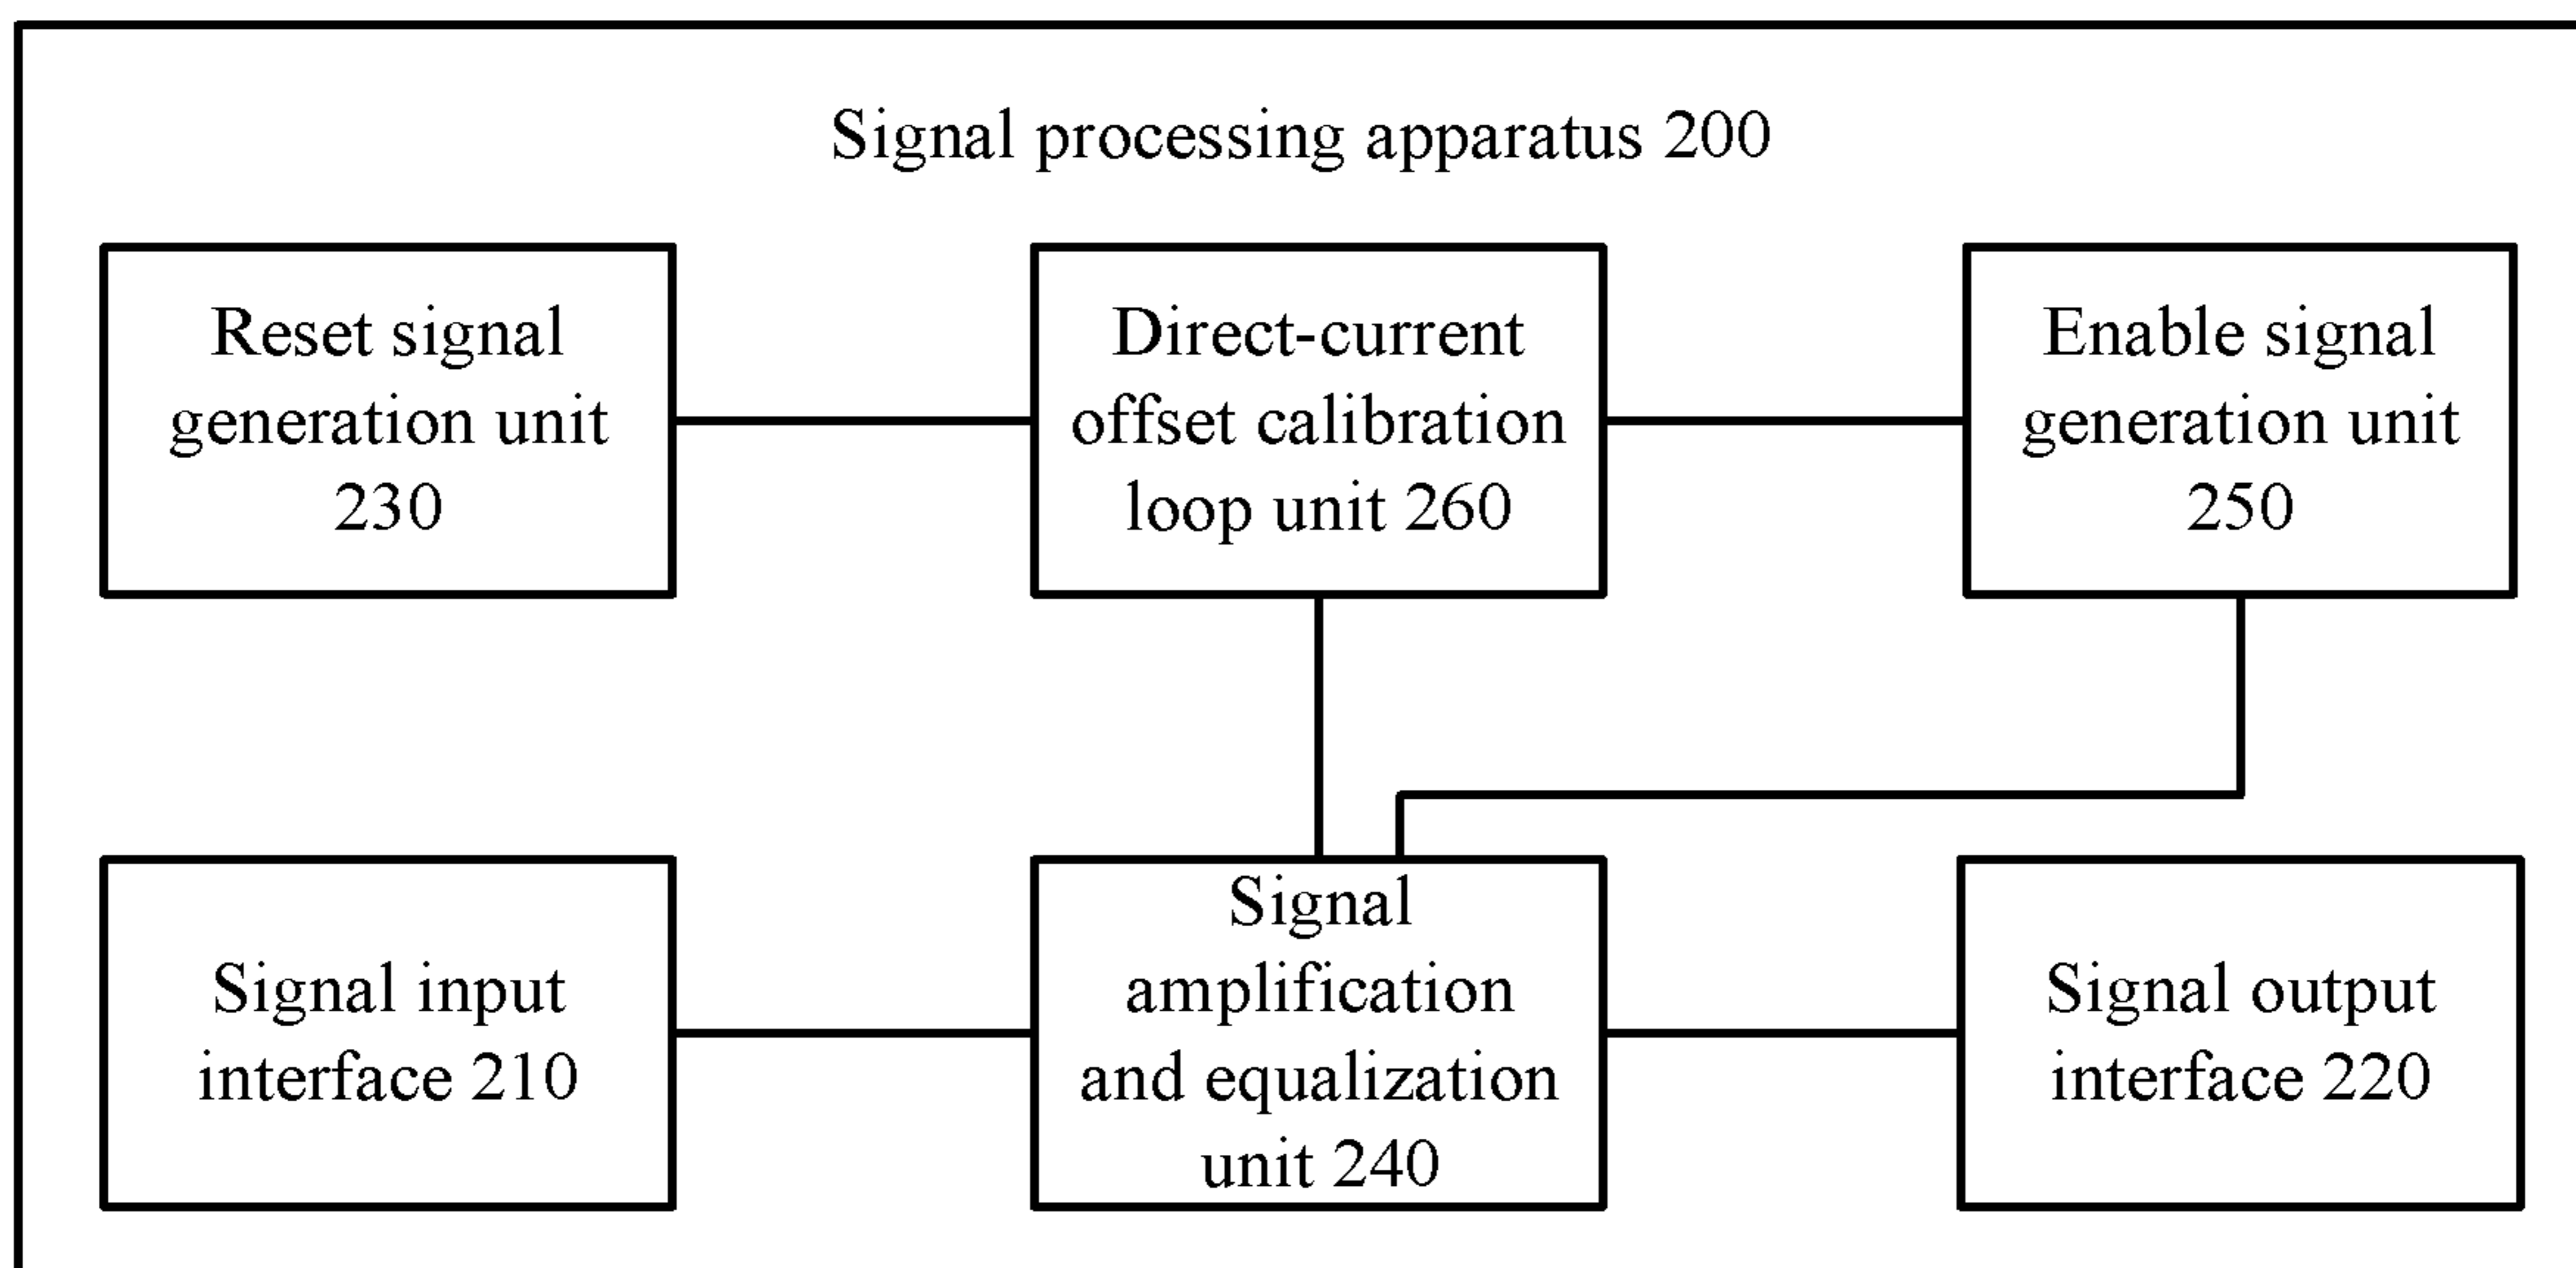 Signal processing apparatus 200
Reset signal
generation unit
230
Direct-current
offset calibration
loop unit 260
Enable signal
generation unit
250
Signal input
interface 210
Signal
amplification
and equalization
unit 240
Signal output
interface 220